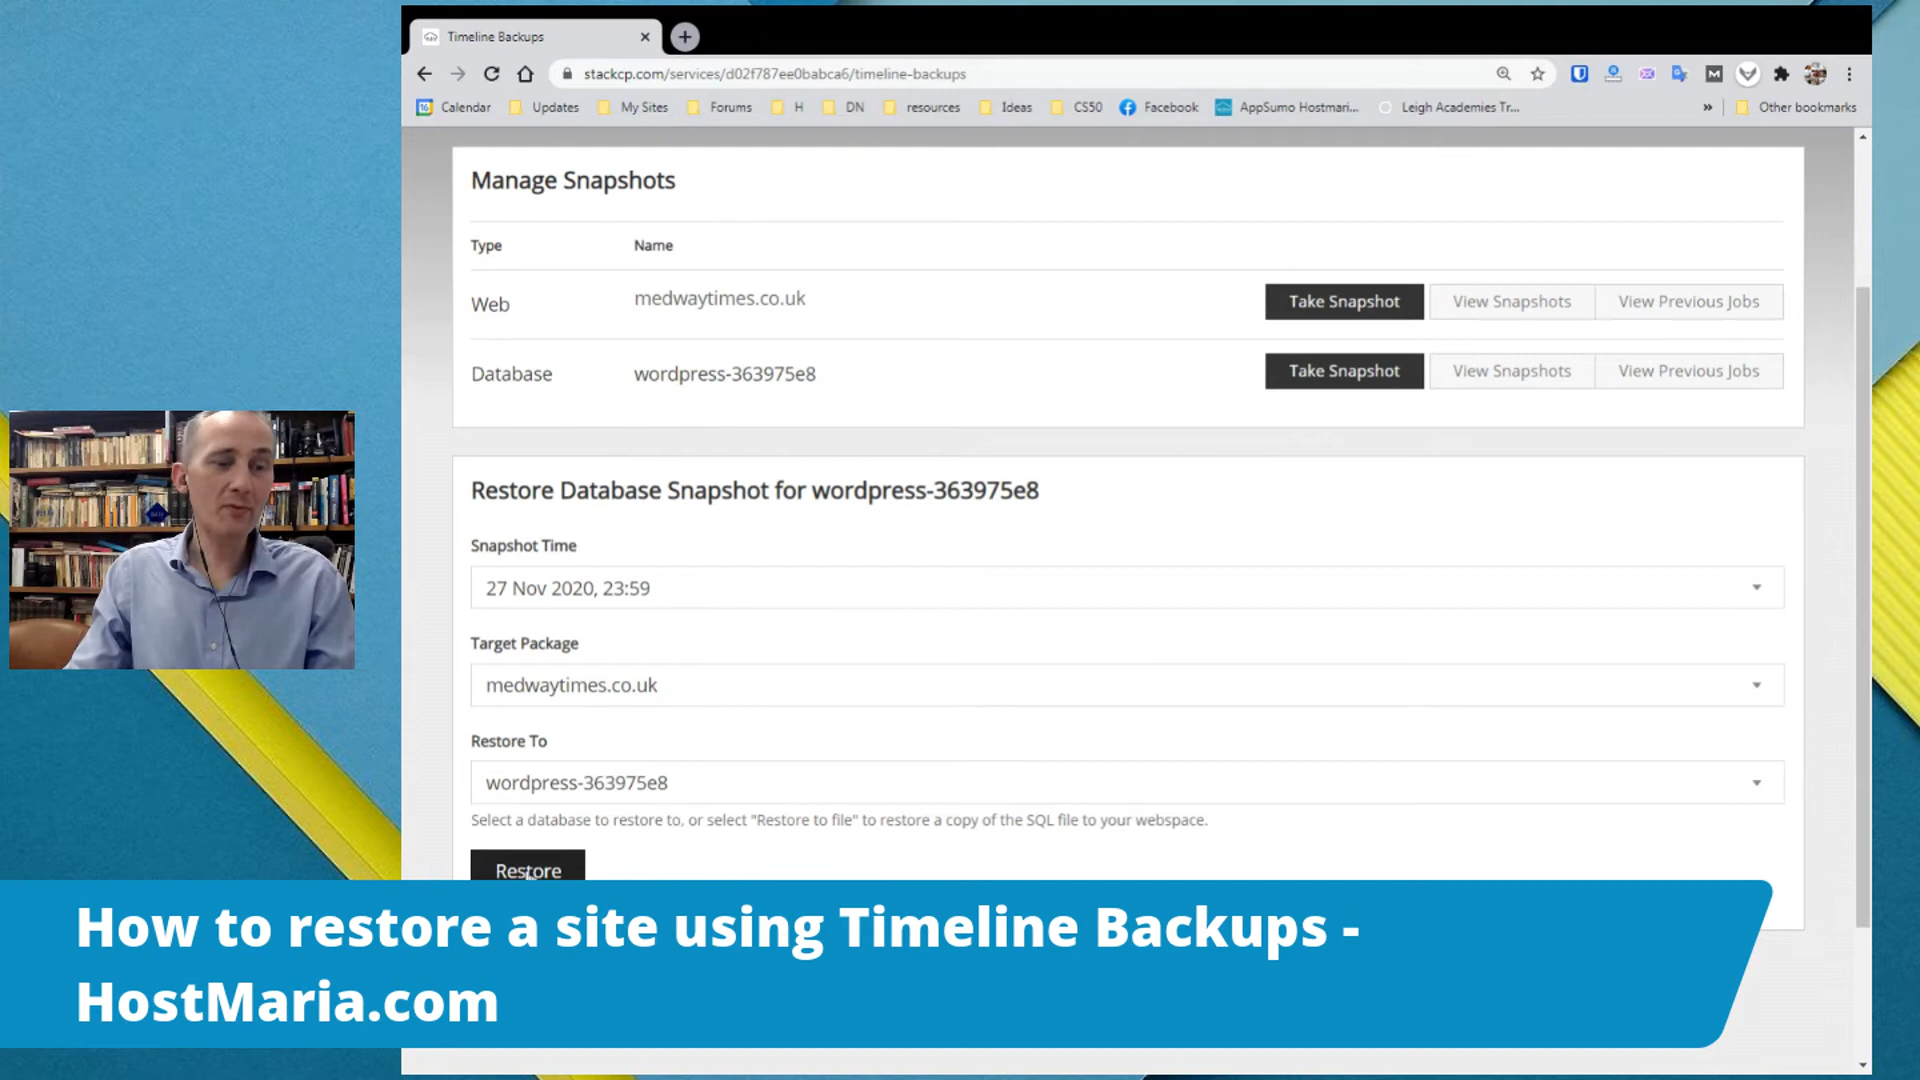 Timeline Backups
stackcp.com/services/d02f787ee0babca6/timeline-backups
Calendar Updates My Sites Forums H DN resources Ideas CS50 Facebook AppSumo Hostmari... Leigh Academies Tr... » Other bookmarks
Manage Snapshots
Type Name
Web medwaytimes.co.uk Take Snapshot View Snapshots View Previous Jobs
Database wordpress-363975e8 Take Snapshot View Snapshots View Previous Jobs
Restore Database Snapshot for wordpress-363975e8
Snapshot Time
27 Nov 2020, 23:59
Target Package
medwaytimes.co.uk
Restore To
wordpress-363975e8
Select a database to restore to, or select "Restore to file" to restore a copy of the SQL file to your webspace.
Restore
How to restore a site using Timeline Backups -
HostMaria.com